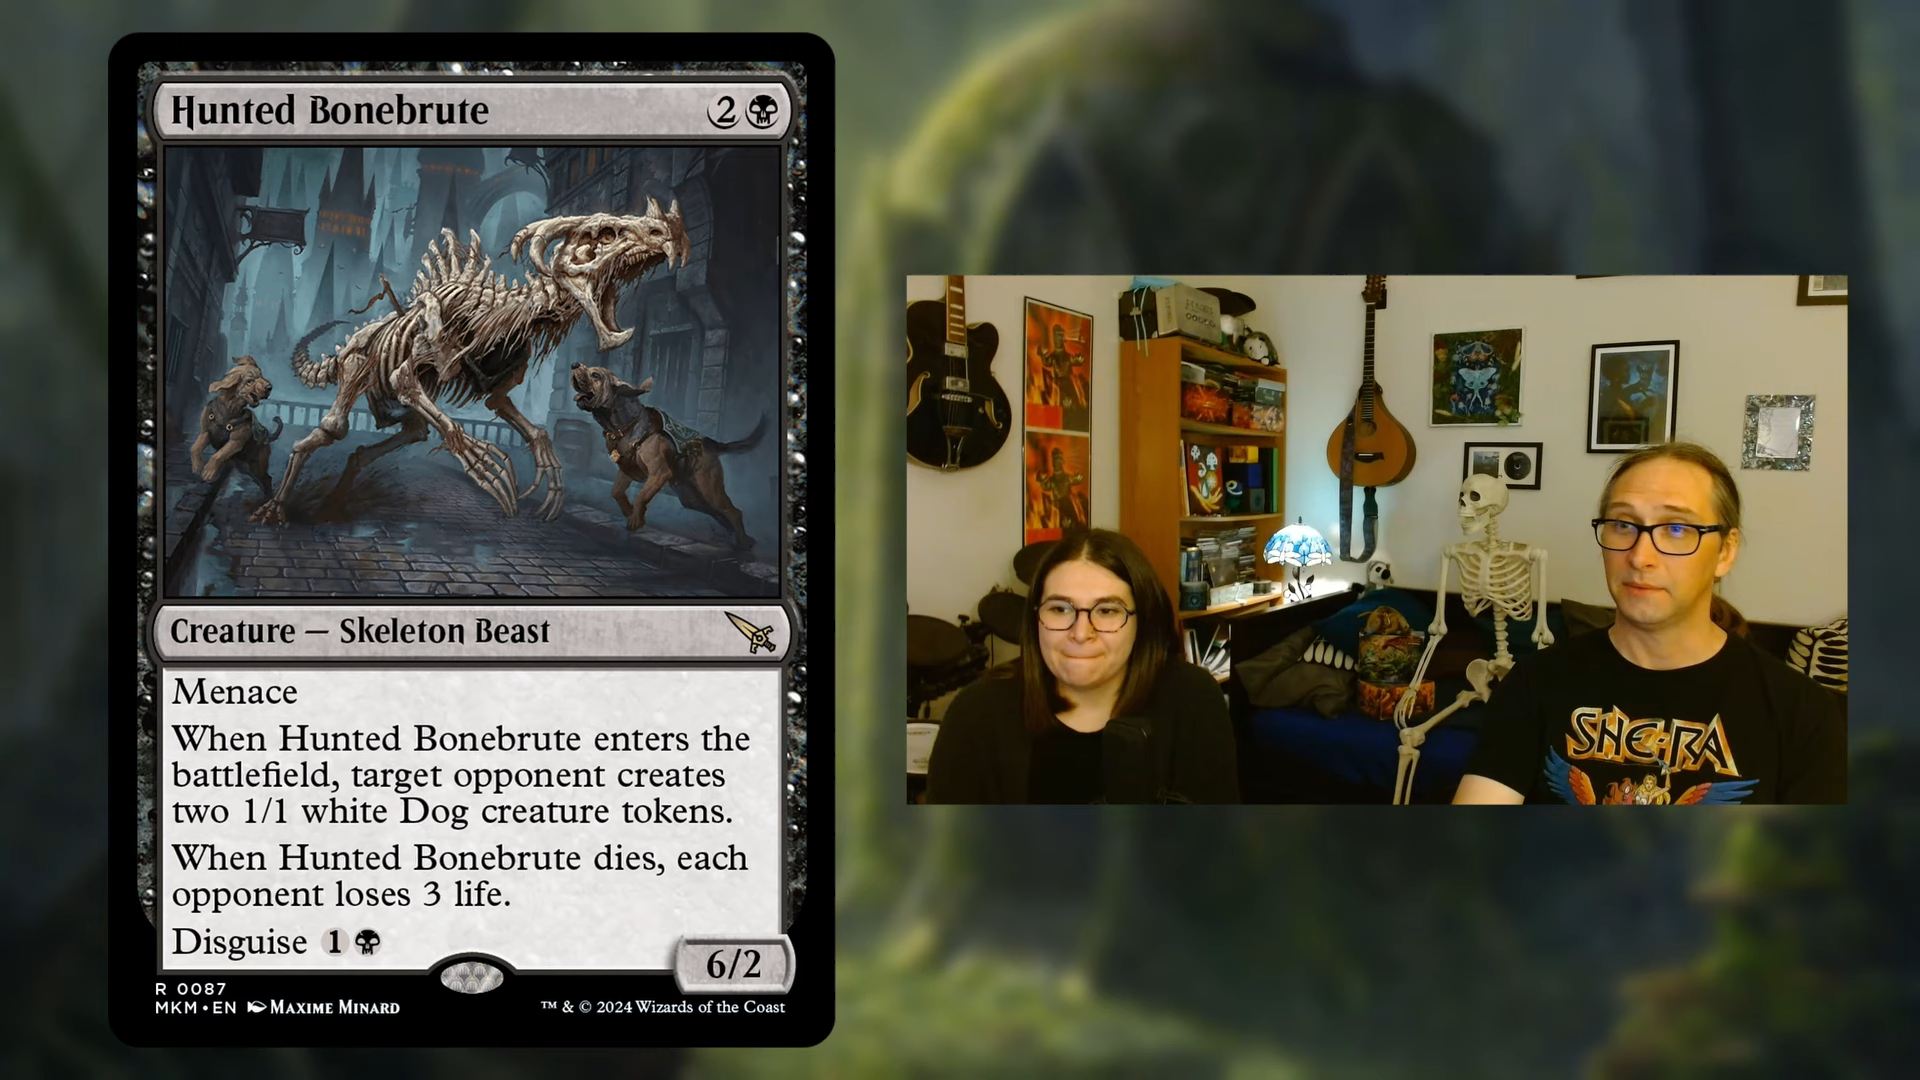 Hunted Bonebrute
2
Creature — Skeleton Beast
Menace
When Hunted Bonebrute enters the
battlefield, target opponent creates
two 1/1 white Dog creature tokens.
When Hunted Bonebrute dies, each
opponent loses 3 life.
Disguise 1
6/2
R 0087
MKM • EN MAXIME MINARD
™ & © 2024 Wizards of the Coast
SHE-RA